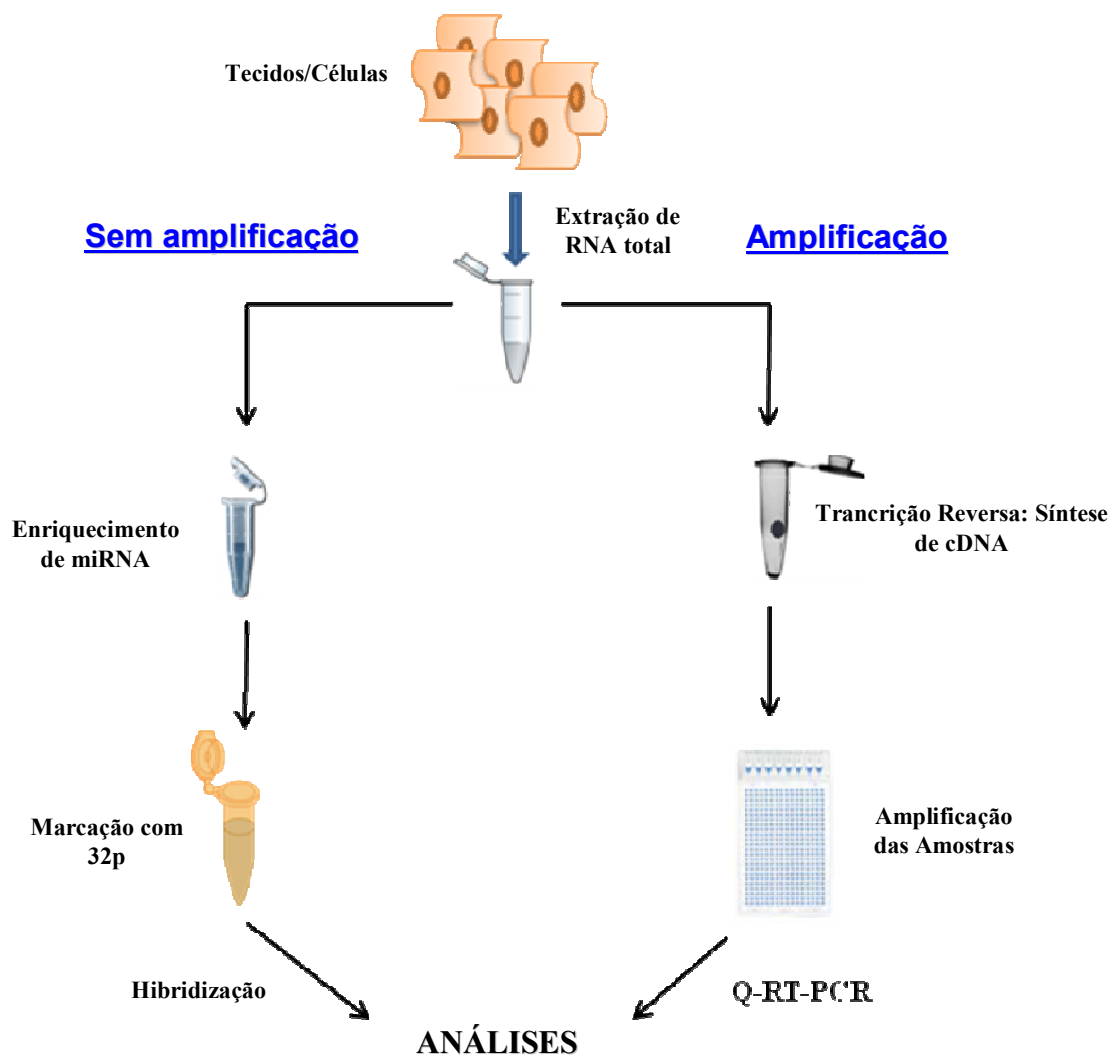 Tecidos/Células
Extração de
RNA total
Sem amplificação
Amplificação
Enriquecimento
de miRNA
Trancrição Reversa: Síntese
de cDNA
Marcação com
32p
Amplificação
das Amostras
Hibridização
Q-RT-PCR
ANÁLISES